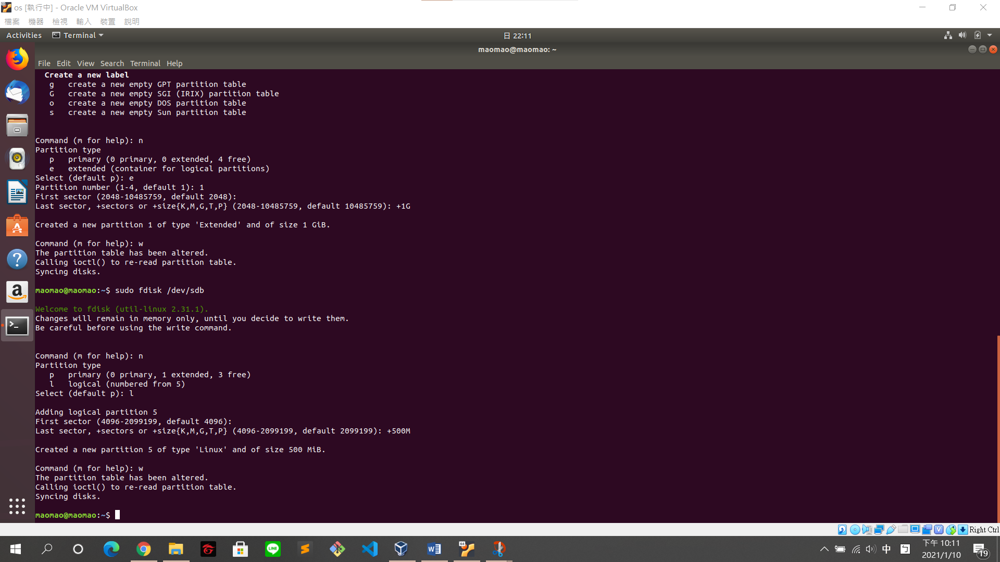 os [執行中] - Oracle VM VirtualBox
檔案 機器 檢視 輸入 裝置 說明
Activities Terminal 日 22:11
maomao@maomao: ~
File Edit View Search Terminal Help
Create a new label
g create a new empty GPT partition table
G create a new empty SGI (IRIX) partition table
o create a new empty DOS partition table
s create a new empty Sun partition table
Command (m for help): n
Partition type
p primary (0 primary, 0 extended, 4 free)
e extended (container for logical partitions)
Select (default p): e
Partition number (1-4, default 1): 1
First sector (2048-10485759, default 2048):
Last sector, +sectors or +size{K,M,G,T,P} (2048-10485759, default 10485759): +1G
Created a new partition 1 of type 'Extended' and of size 1 GiB.
Command (m for help): w
The partition table has been altered.
Calling ioctl() to re-read partition table.
Syncing disks.
maomao@maomao:~$ sudo fdisk /dev/sdb
Welcome to fdisk (util-linux 2.31.1).
Changes will remain in memory only, until you decide to write them.
Be careful before using the write command.
Command (m for help): n
Partition type
p primary (0 primary, 1 extended, 3 free)
l logical (numbered from 5)
Select (default p): l
Adding logical partition 5
First sector (4096-2099199, default 4096):
Last sector, +sectors or +size{K,M,G,T,P} (4096-2099199, default 2099199): +500M
Created a new partition 5 of type 'Linux' and of size 500 MiB.
Command (m for help): w
The partition table has been altered.
Calling ioctl() to re-read partition table.
Syncing disks.
maomao@maomao:~$
Right Ctrl
中 下午 10:11
2021/1/10
19